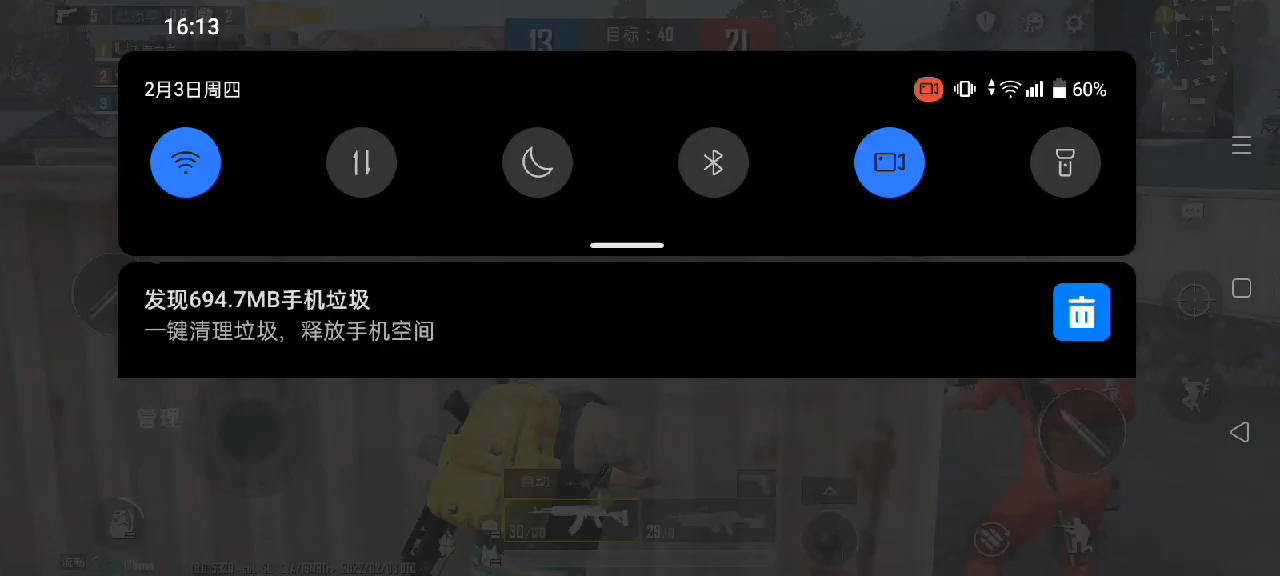 16:13
13
目标：40
21
2月3日周四
60%
发现694.7MB手机垃圾
一键清理垃圾，释放手机空间
管理
自动